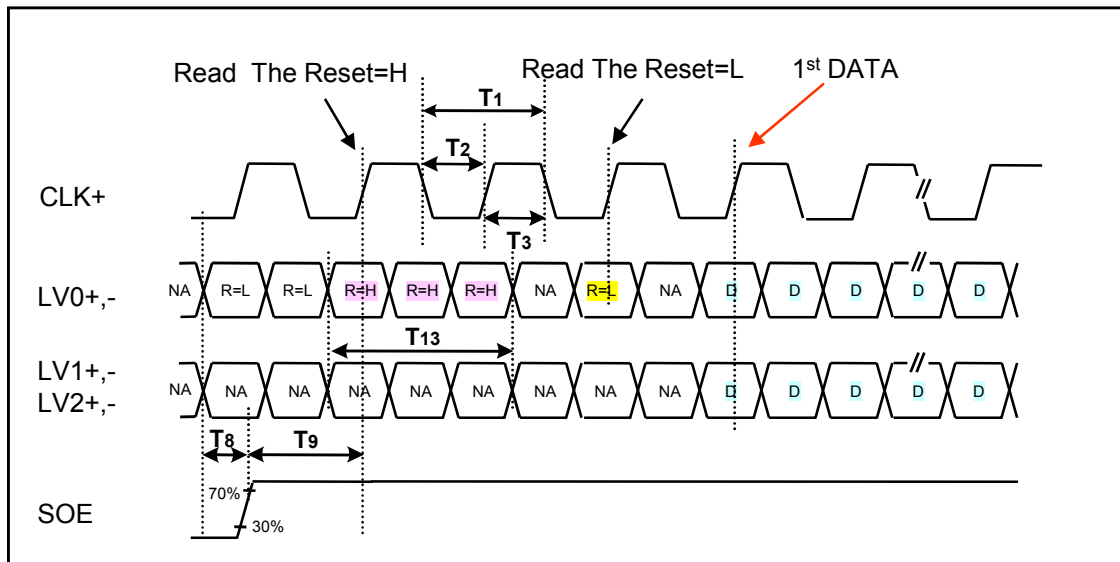 Read The Reset=H
Read The Reset=L
1st DATA
T1
T2
CLK+
T3
LV0+,-
NA R=L R=L R=H R=H R=H NA R=L NA D D D D D
T13
LV1+,-
LV2+,-
NA NA NA NA NA NA NA NA NA D D D D D
T8
T9
70%
SOE
30%